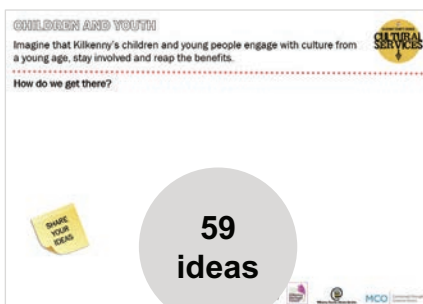 CHILDREN AND YOUTH
Imagine that Kilkenny's children and young people engage with culture from
a young age, stay involved and reap the benefits.
CULTURAL
SERVICES
How do we get there?
SHARE
YOUR
IDEAS
59
ideas
MCO